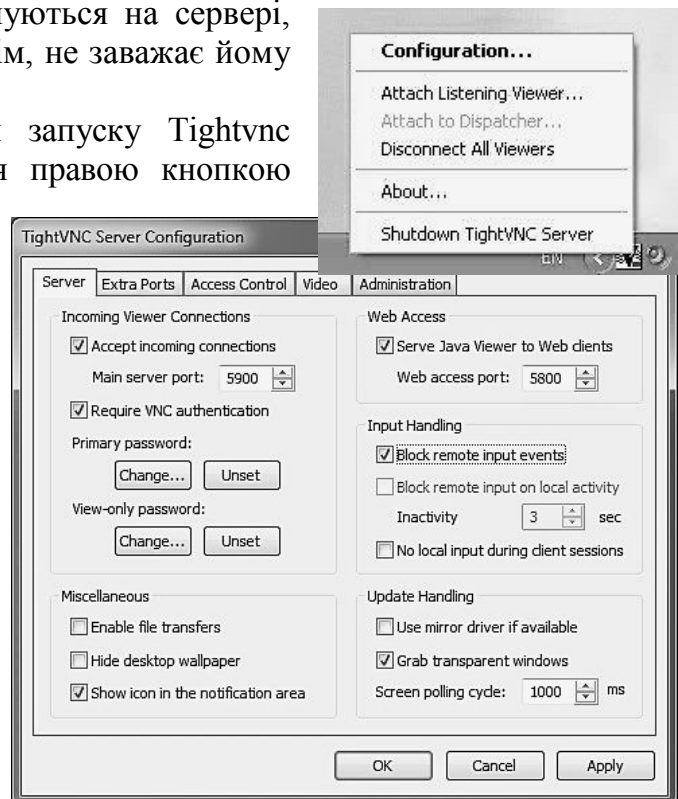 на сервері,
не заважає йому
запуску Tightvnc
правою кнопкою
Configuration...
Attach Listening Viewer...
Attach to Dispatcher...
Disconnect All Viewers
About...
Shutdown TightVNC Server
EN
TightVNC Server Configuration
Server Extra Ports Access Control Video Administration
Incoming Viewer Connections
Accept incoming connections
Main server port: 5900
Require VNC authentication
Primary password:
Change... Unset
View-only password:
Change... Unset
Web Access
Serve Java Viewer to Web clients
Web access port: 5800
Input Handling
Block remote input events
Block remote input on local activity
Inactivity 3 sec
No local input during client sessions
Miscellaneous
Enable file transfers
Hide desktop wallpaper
Show icon in the notification area
Update Handling
Use mirror driver if available
Grab transparent windows
Screen polling cycle: 1000 ms
OK Cancel Apply